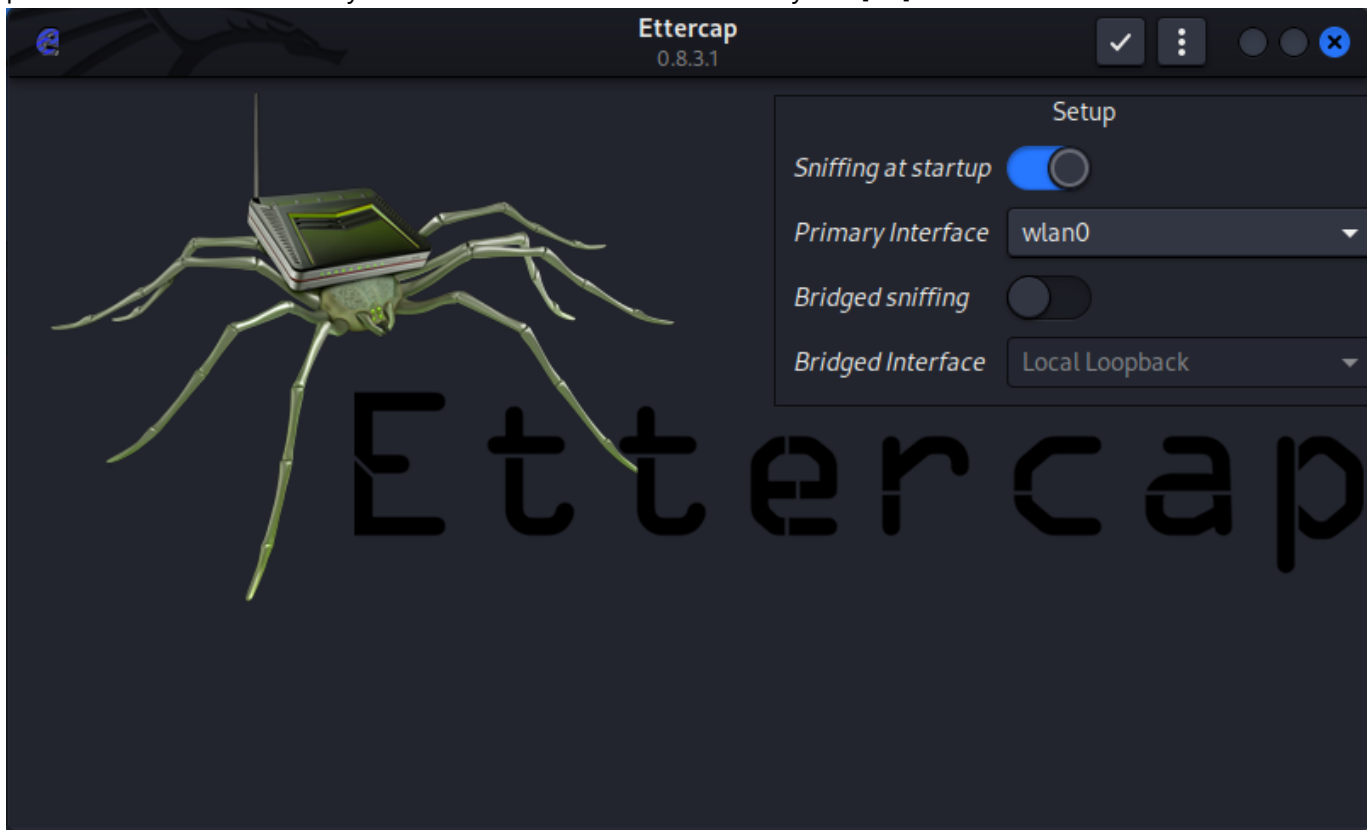 Ettercap
0.8.3.1
Setup
Sniffing at startup
Primary Interface wlan0
Bridged sniffing
Bridged Interface Local Loopback
Ettercap